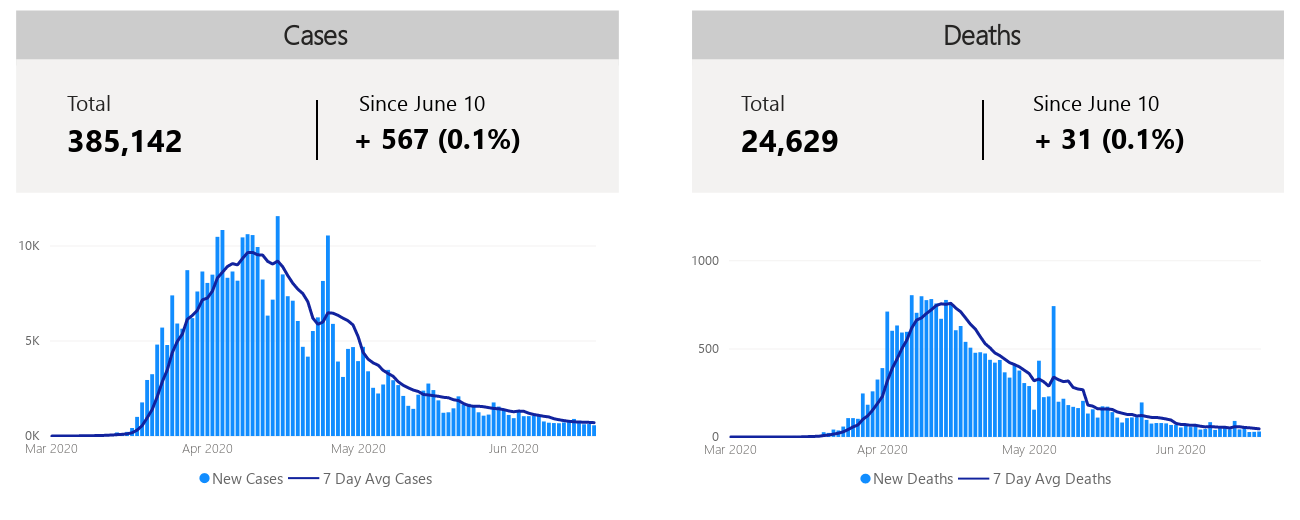 Cases
Total
Since June 10
385,142
+ 567 (0.1%)
10K
5K
0K
Mar 2020
Apr 2020
May 2020
Jun 2020
New Cases
7 Day Avg Cases
Deaths
Total
Since June 10
24,629
+ 31 (0.1%)
1000
500
0
Mar 2020
Apr 2020
May 2020
Jun 2020
New Deaths
7 Day Avg Deaths